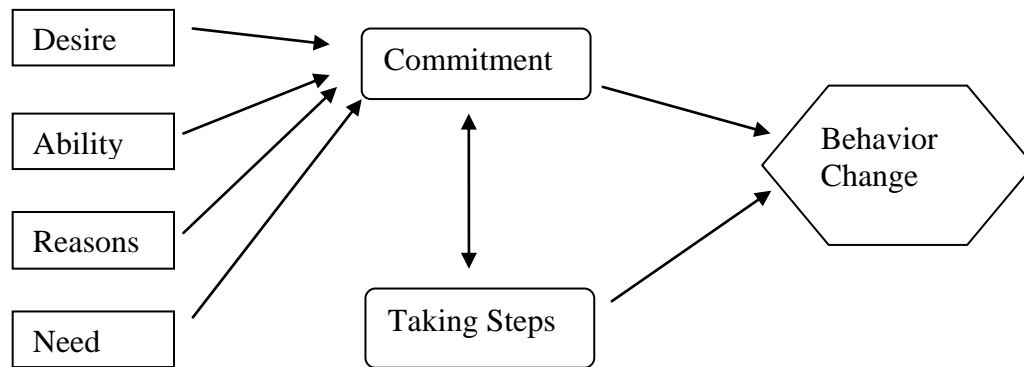 Desire
Ability
Reasons
Need
Commitment
Taking Steps
Behavior
Change